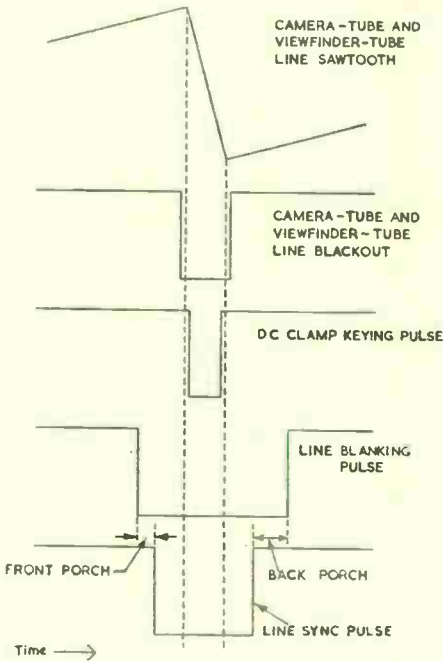 CAMERA-TUBE AND
VIEWFINDER-TUBE
LINE SAWTOOTH
CAMERA-TUBE AND
VIEWFINDER-TUBE
LINE BLACKOUT
DC CLAMP KEYING PULSE
LINE BLANKING
PULSE
FRONT PORCH
BACK PORCH
LINE SYNC PULSE
Time